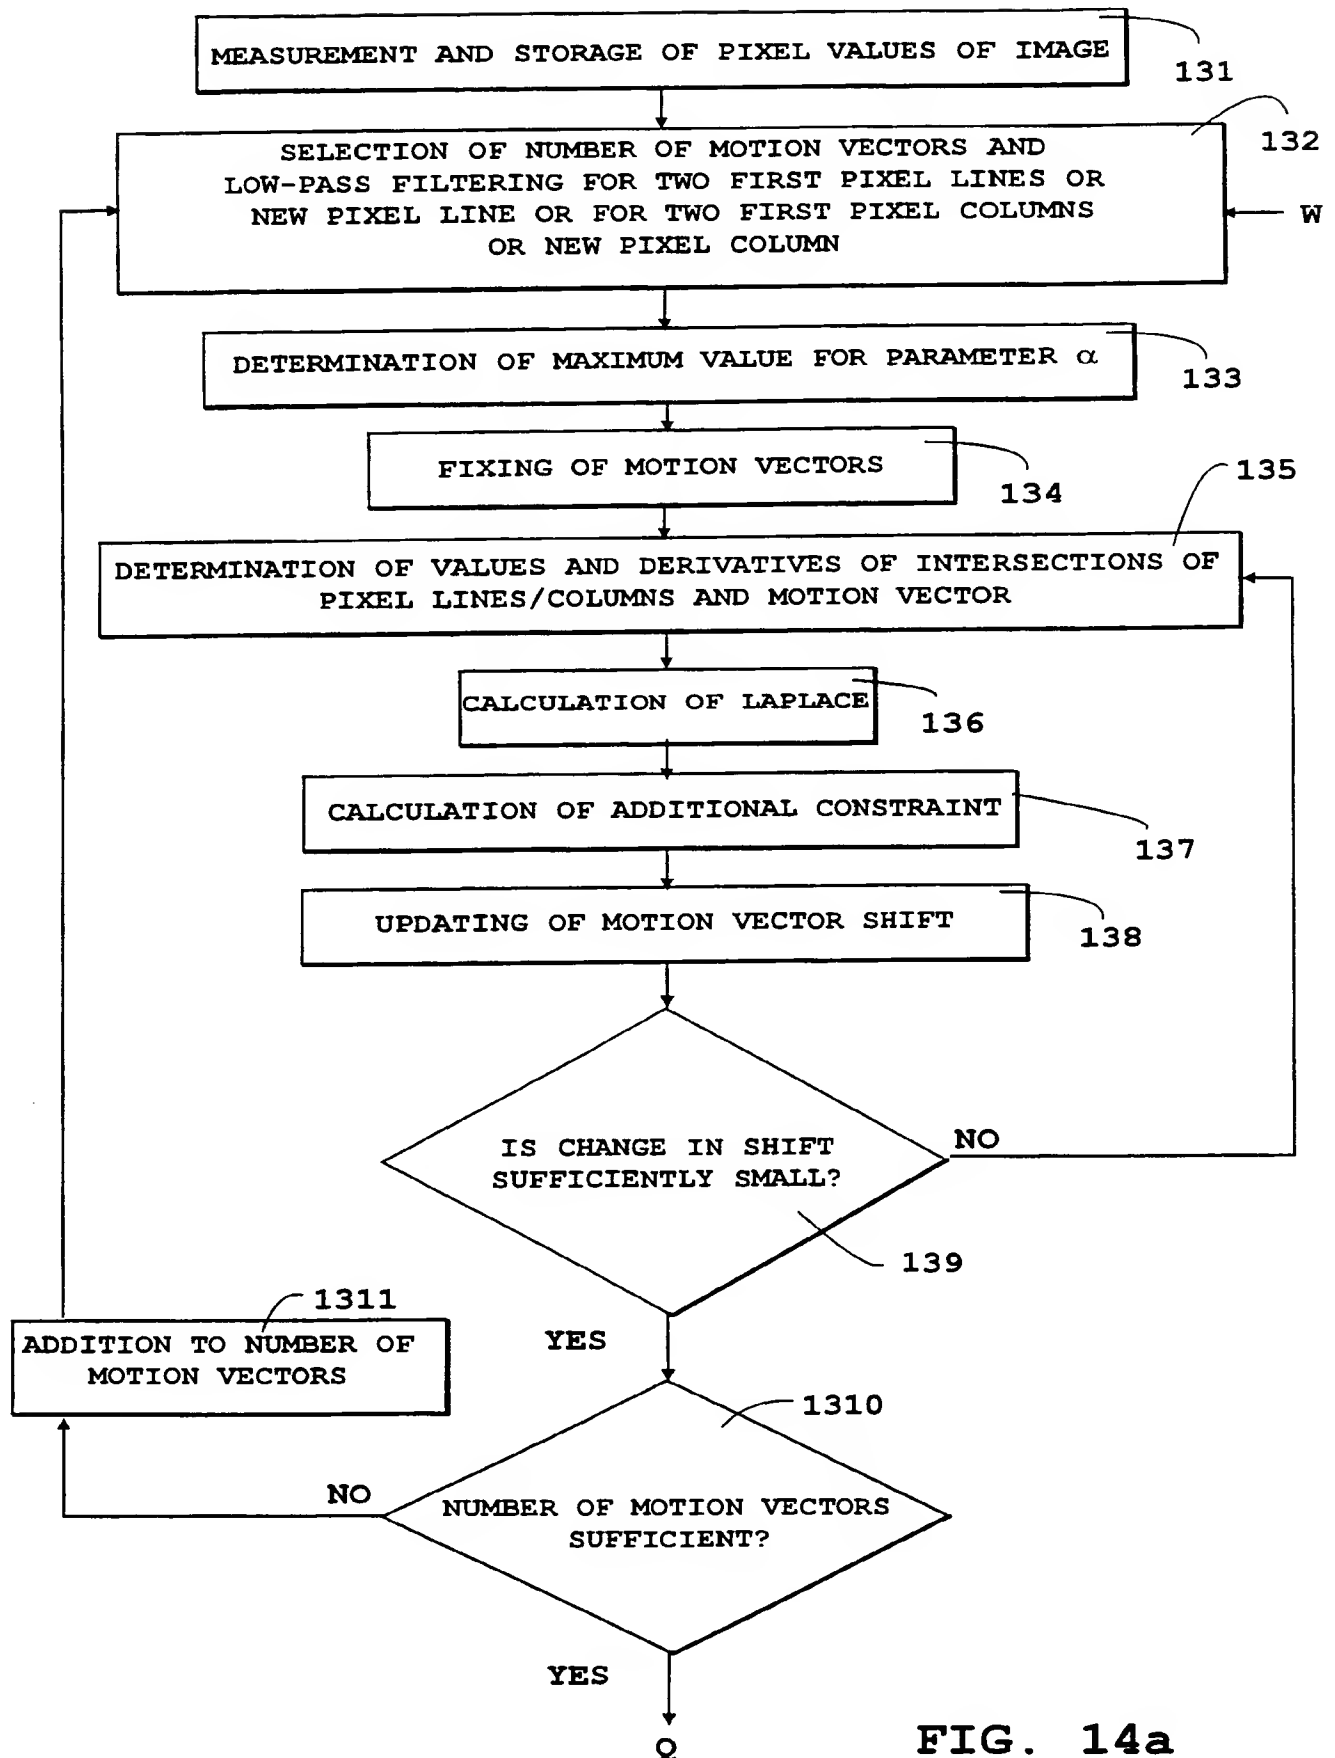 MEASUREMENT AND STORAGE OF PIXEL VALUES OF IMAGE
131
132
SELECTION OF NUMBER OF MOTION VECTORS AND
LOW-PASS FILTERING FOR TWO FIRST PIXEL LINES OR
NEW PIXEL LINE OR FOR TWO FIRST PIXEL COLUMNS
OR NEW PIXEL COLUMN
W
DETERMINATION OF MAXIMUM VALUE FOR PARAMETER α
133
FIXING OF MOTION VECTORS
134
135
DETERMINATION OF VALUES AND DERIVATIVES OF INTERSECTIONS OF
PIXEL LINES/COLUMNS AND MOTION VECTOR
CALCULATION OF LAPLACE
136
CALCULATION OF ADDITIONAL CONSTRAINT
137
UPDATING OF MOTION VECTOR SHIFT
138
IS CHANGE IN SHIFT
SUFFICIENTLY SMALL?
NO
139
YES
1311
ADDITION TO NUMBER OF
MOTION VECTORS
1310
NO
NUMBER OF MOTION VECTORS
SUFFICIENT?
YES
Q
FIG. 14a